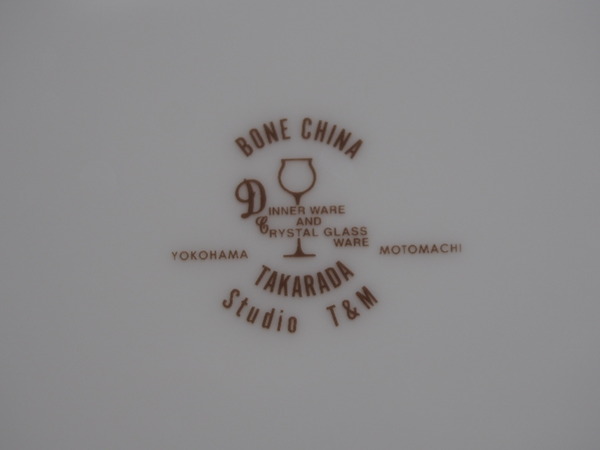 BONE CHINA
DINNER WARE
AND
CRYSTAL GLASS
WARE
YOKOHAMA
MOTOMACHI
TAKARADA
Studio T&M